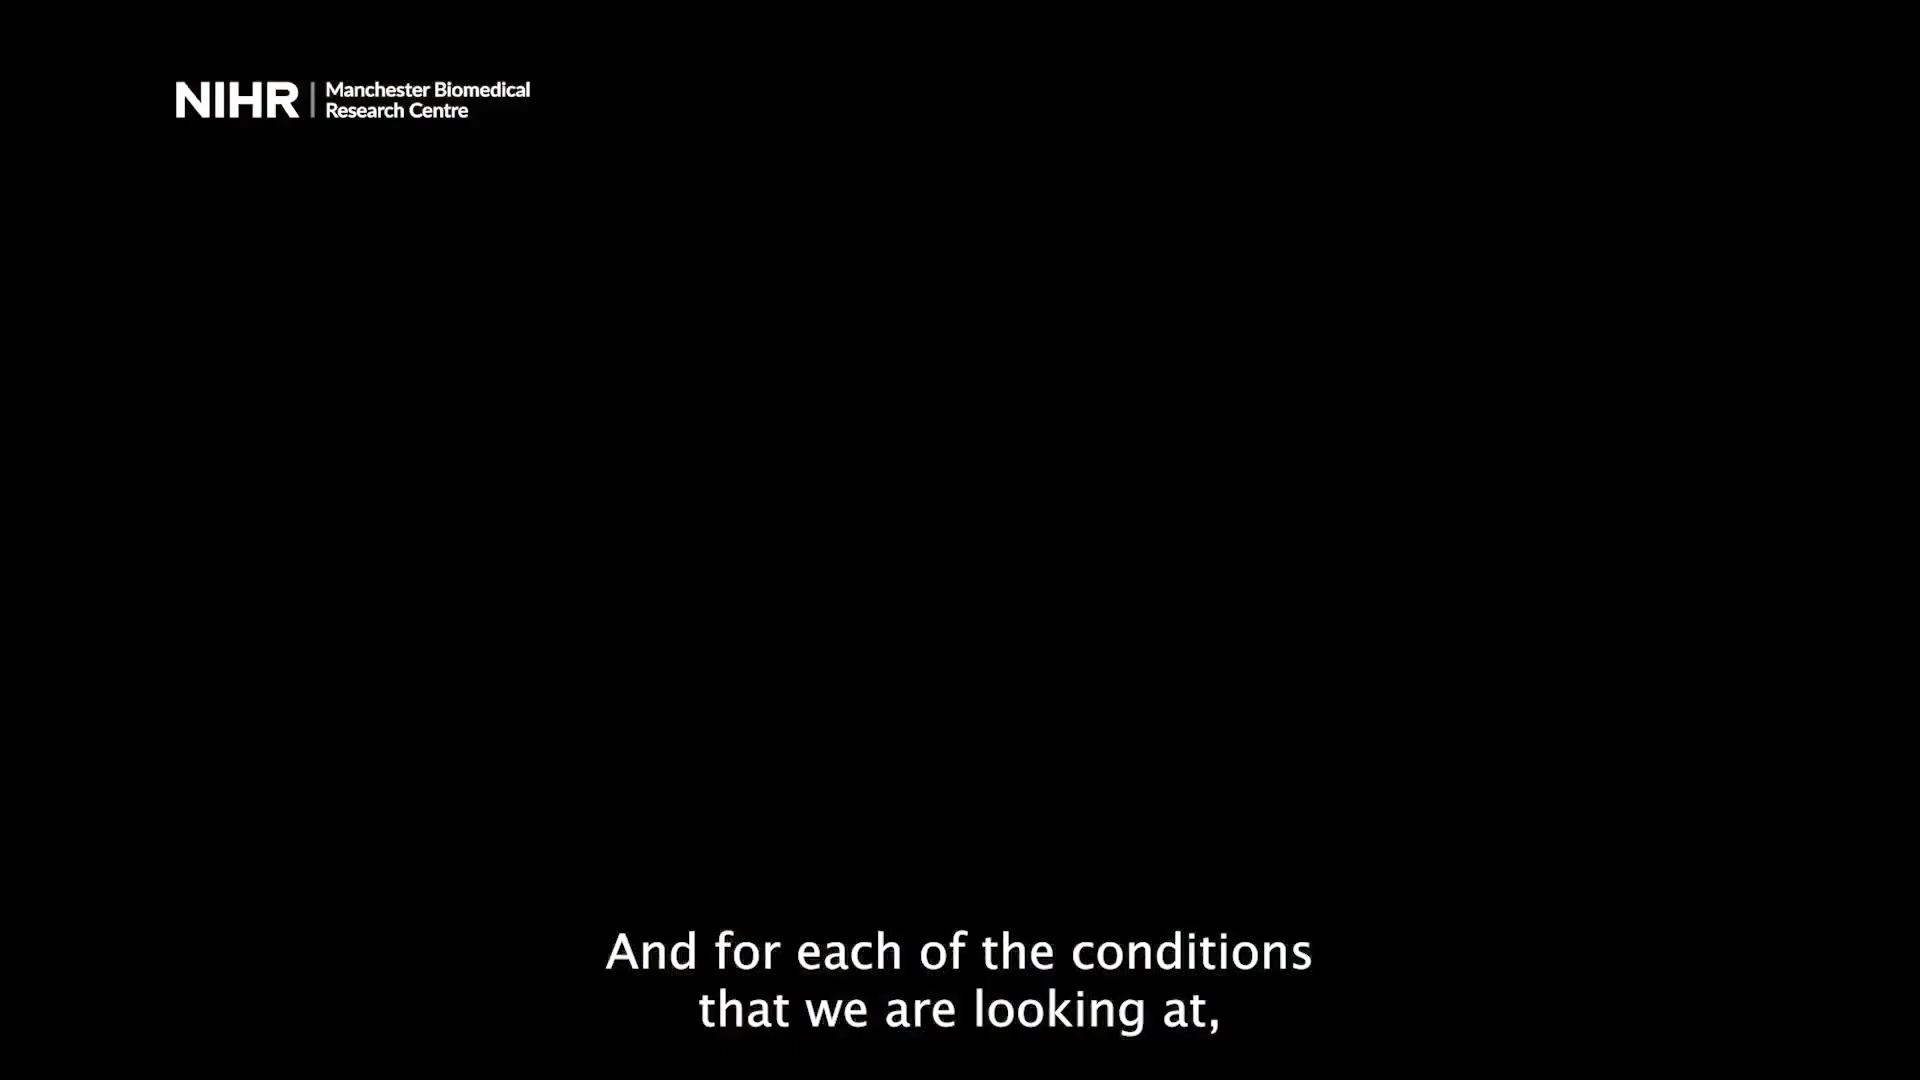 NIHR | Manchester Biomedical
Research Centre
And for each of the conditions
that we are looking at,